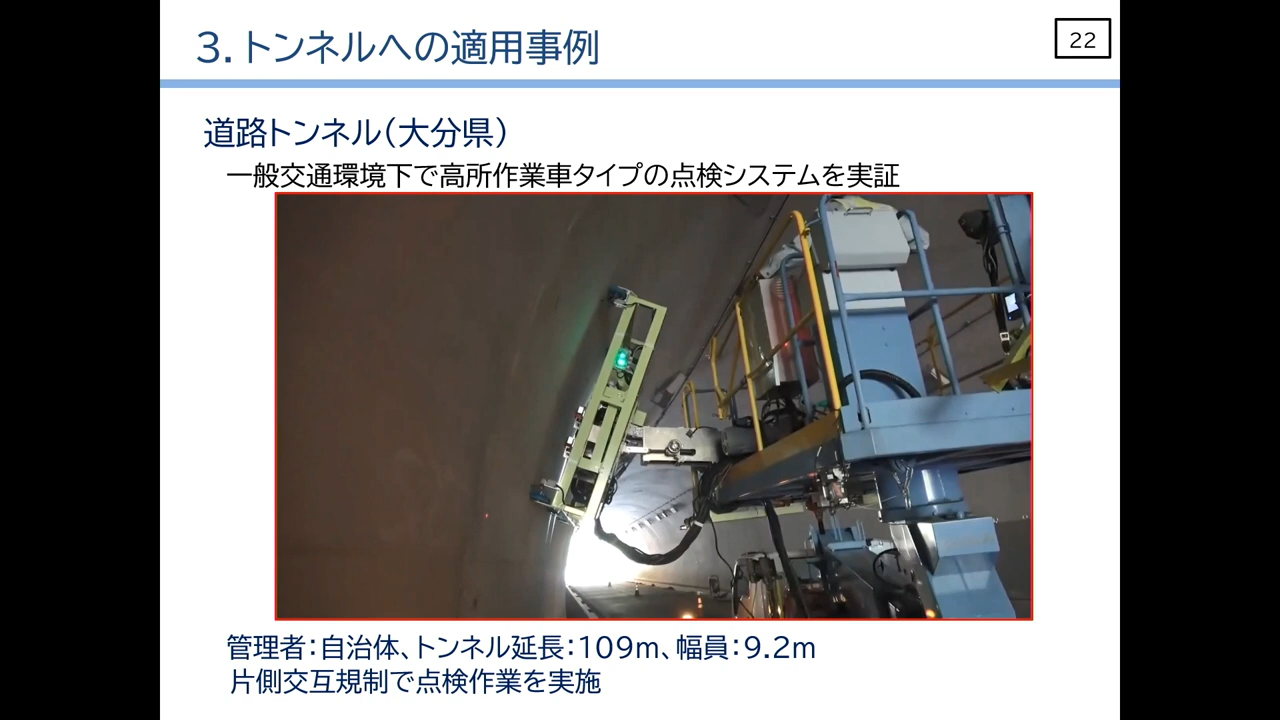 3．トンネルへの適用事例
22
道路トンネル（大分県）
一般交通環境下で高所作業車タイプの点検システムを実証
管理者：自治体、トンネル延長：109m、幅員：9.2m
片側交互規制で点検作業を実施